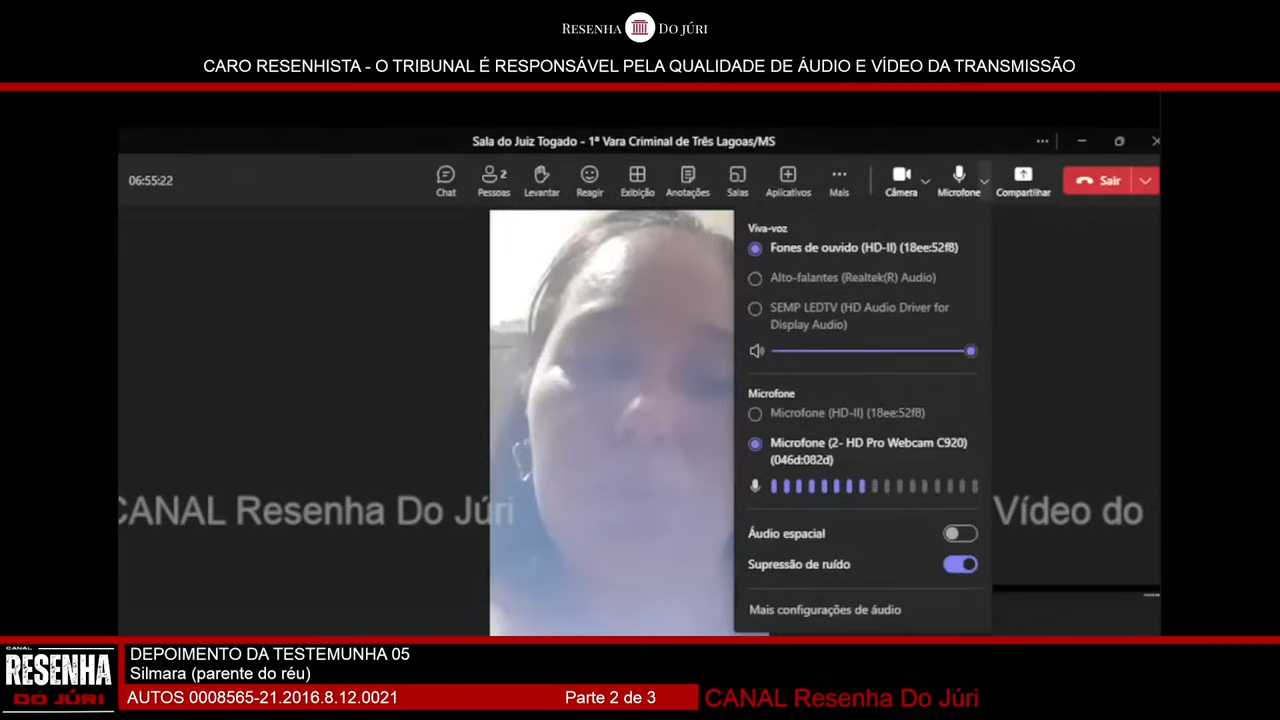 RESENHA DO JÚRI
CARO RESENHISTA - O TRIBUNAL É RESPONSÁVEL PELA QUALIDADE DE ÁUDIO E VÍDEO DA TRANSMISSÃO
Sala do Juiz Togado - 1ª Vara Criminal de Três Lagoas/MS
06:55:22
Chat
Pessoas 2
Levantar
Reagir
Exibição
Anotações
Salas
Aplicativos
Mais
Câmera
Microfone
Compartilhar
Sair
Viva-voz
Fones de ouvido (HD-II) (18ee:52f8)
Alto-falantes (Realtek(R) Audio)
SEMP LEDTV (HD Audio Driver for
Display Audio)
Microfone
Microfone (HD-II) (18ee:52f8)
Microfone (2- HD Pro Webcam C920)
(046d:082d)
CANAL Resenha Do Júri
Vídeo do
Áudio espacial
Supressão de ruído
Mais configurações de áudio
CANAL
RESENHA
DO JÚRI
DEPOIMENTO DA TESTEMUNHA 05
Silmara (parente do réu)
AUTOS 0008565-21.2016.8.12.0021
Parte 2 de 3
CANAL Resenha Do Júri